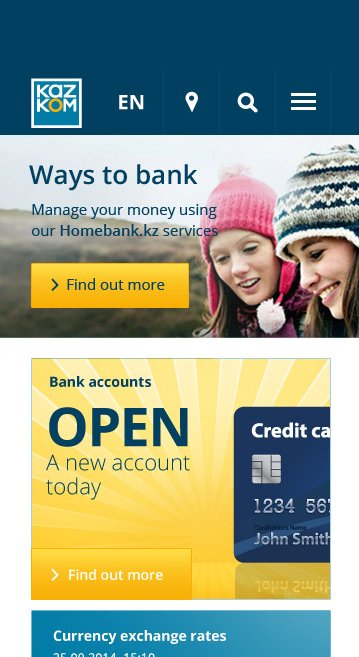 KAZ
KOM
EN
Ways to bank
Manage your money using
our Homebank.kz services
Find out more
Bank accounts
OPEN
A new account
today
Credit ca
1234 567
Cardholders Name
John Smith
Find out more
Currency exchange rates
25.09.2014, 15:10